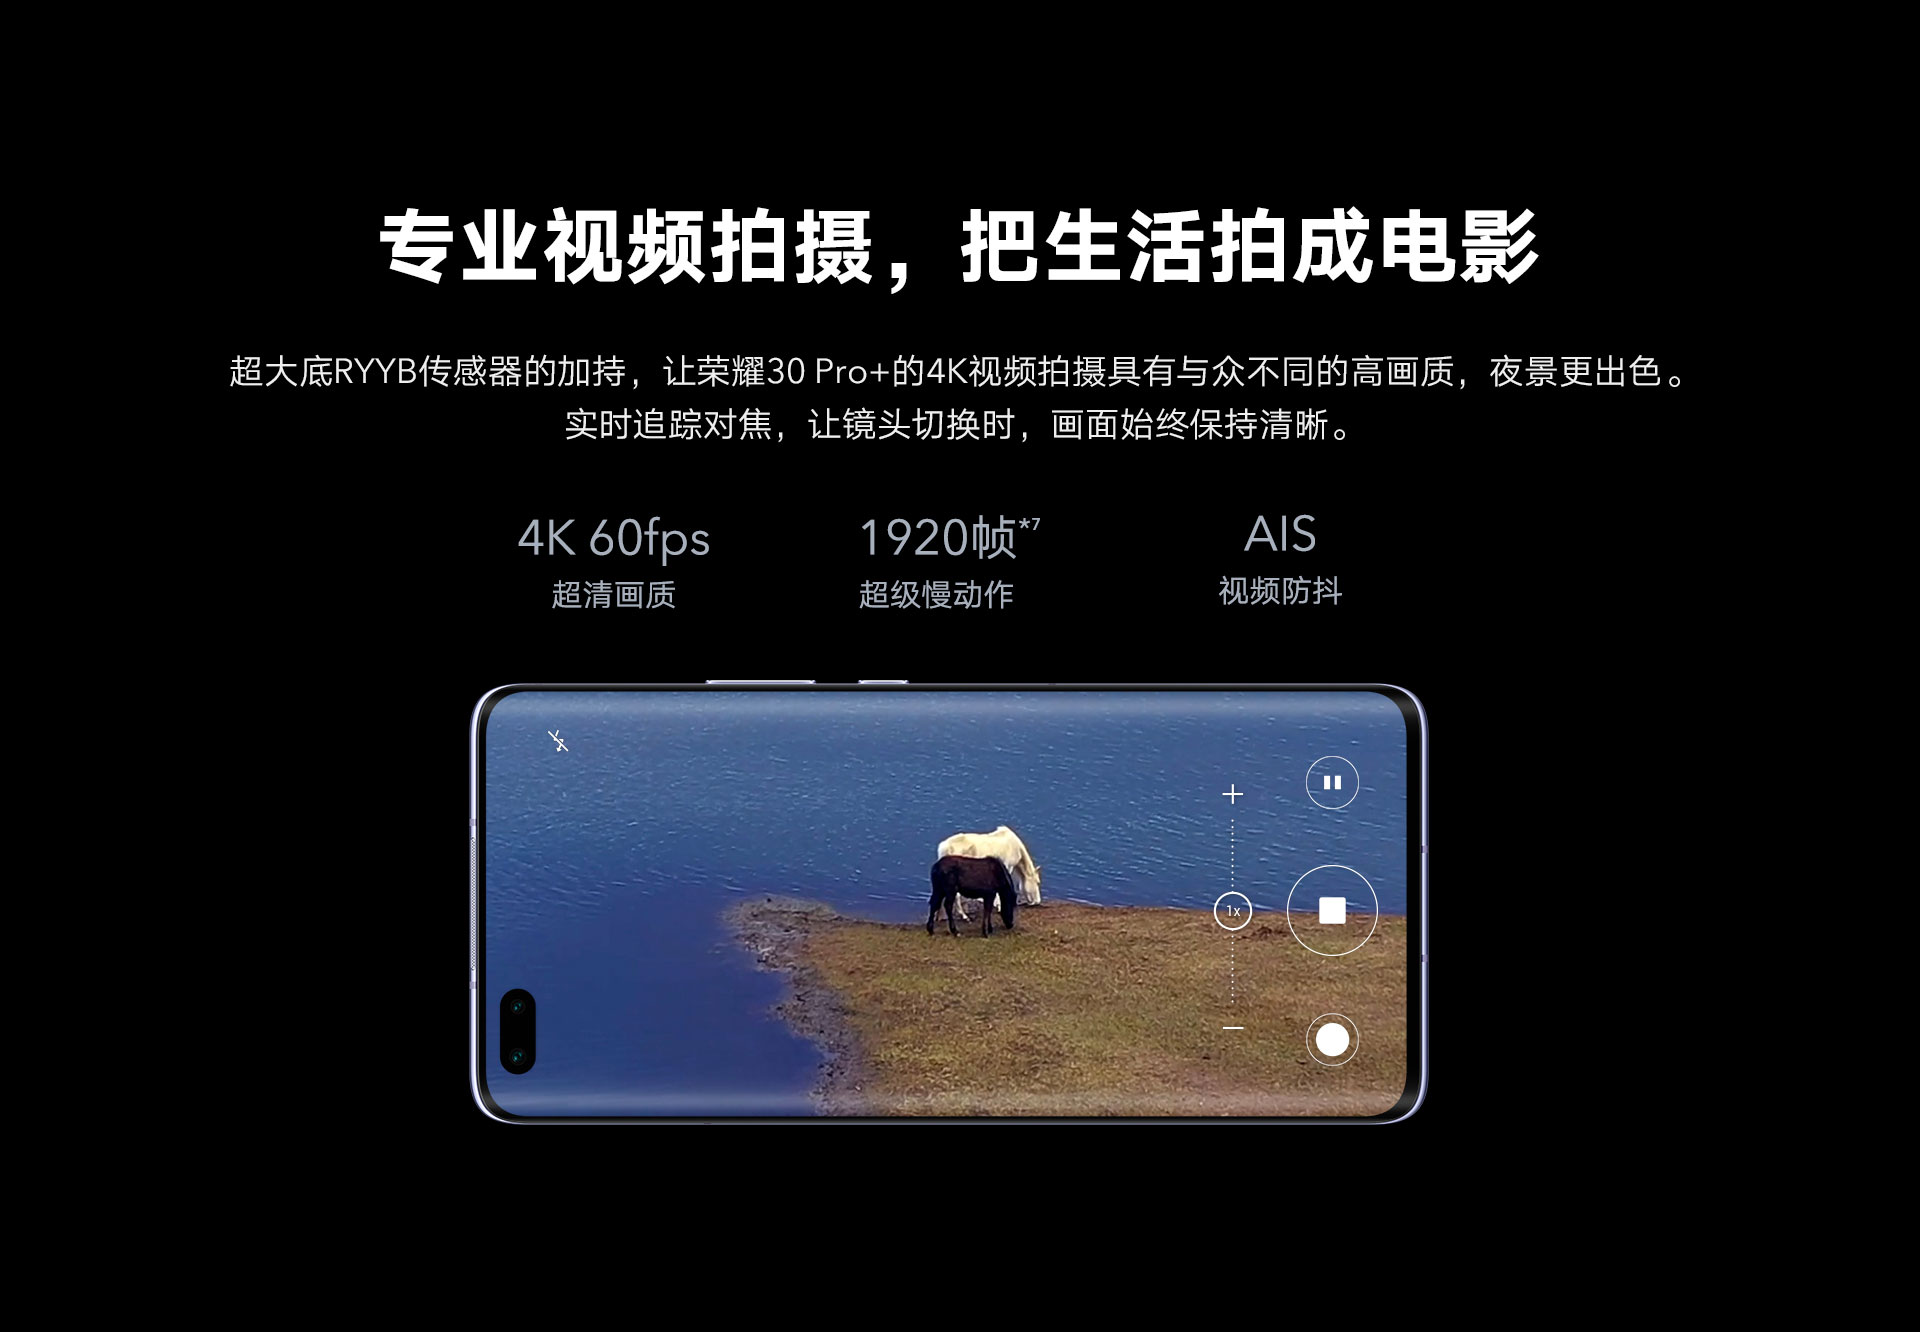 专业视频拍摄，把生活拍成电影
超大底RYYB传感器的加持，让荣耀30 Pro+的4K视频拍摄具有与众不同的高画质，夜景更出色。
实时追踪对焦，让镜头切换时，画面始终保持清晰。
4K 60fps
超清画质
1920帧*7
超级慢动作
AIS
视频防抖
1x